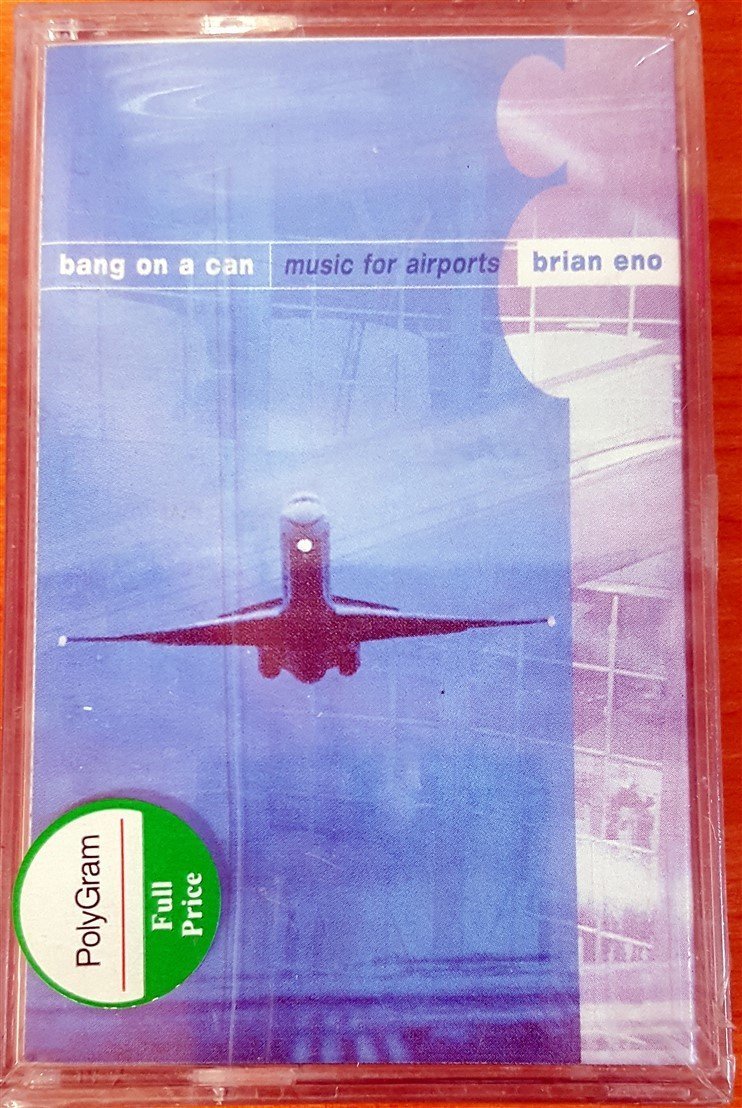 bang on a can music for airports brian eno
PolyGram
Full
Price